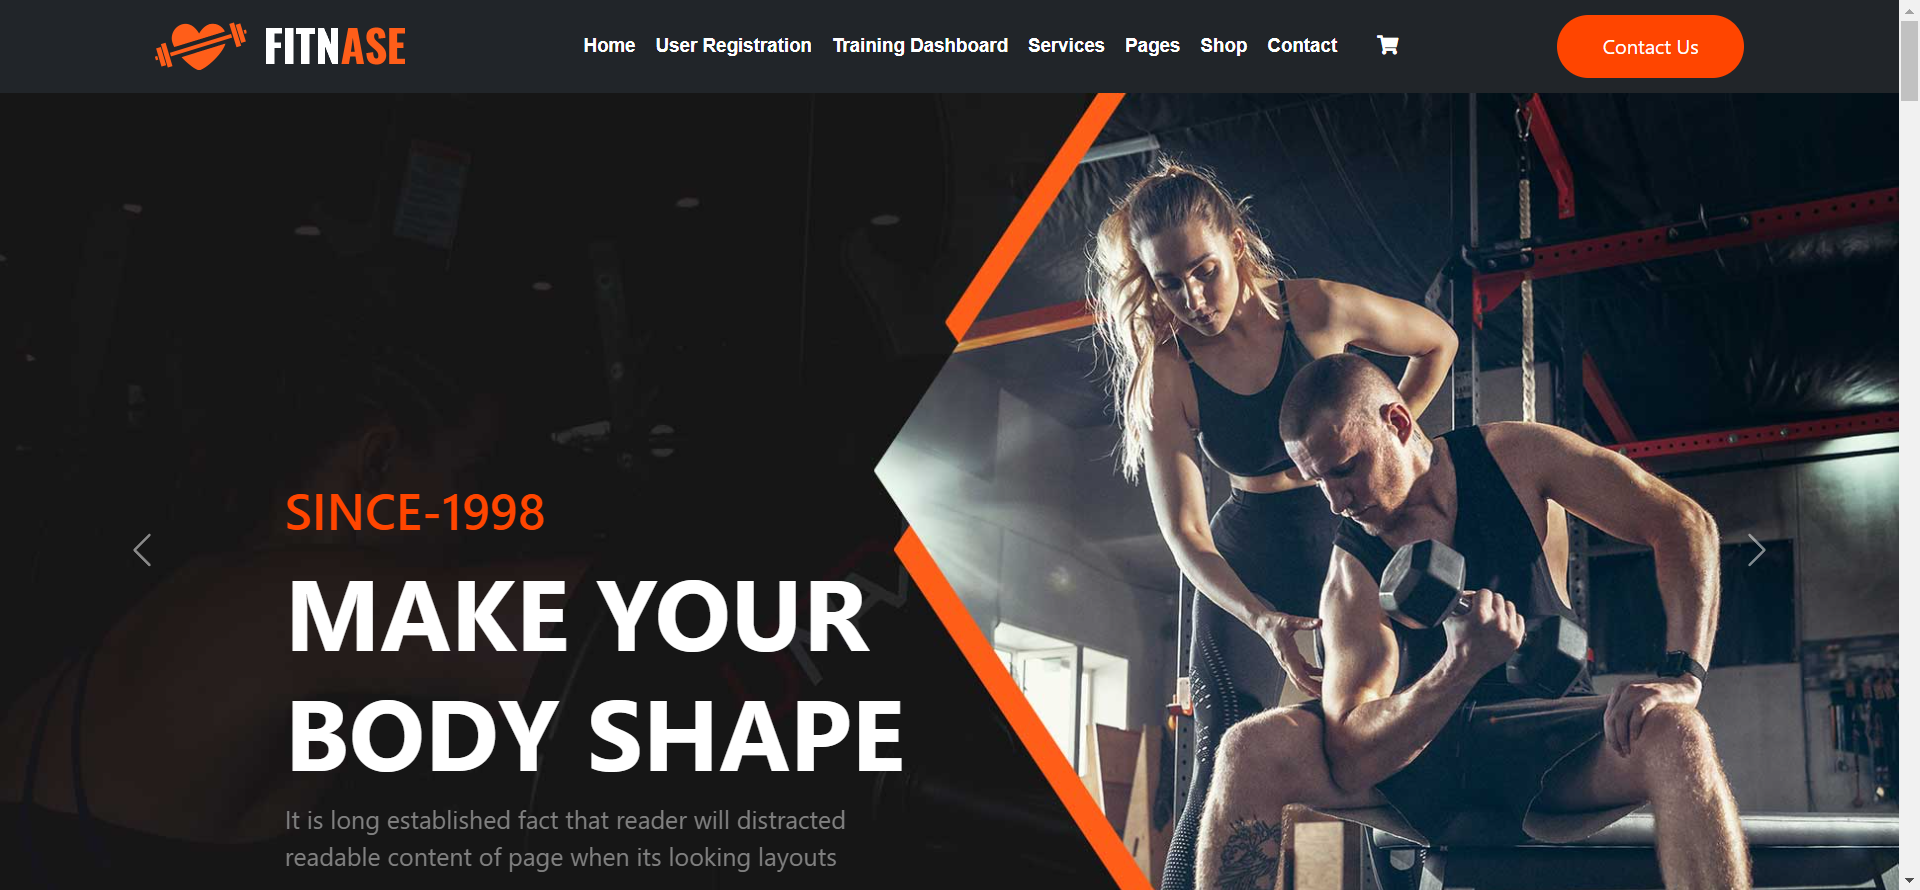 FITNASE
Home User Registration Training Dashboard Services Pages Shop Contact
Contact Us
SINCE-1998
MAKE YOUR
BODY SHAPE
It is long established fact that reader will distracted
readable content of page when its looking layouts